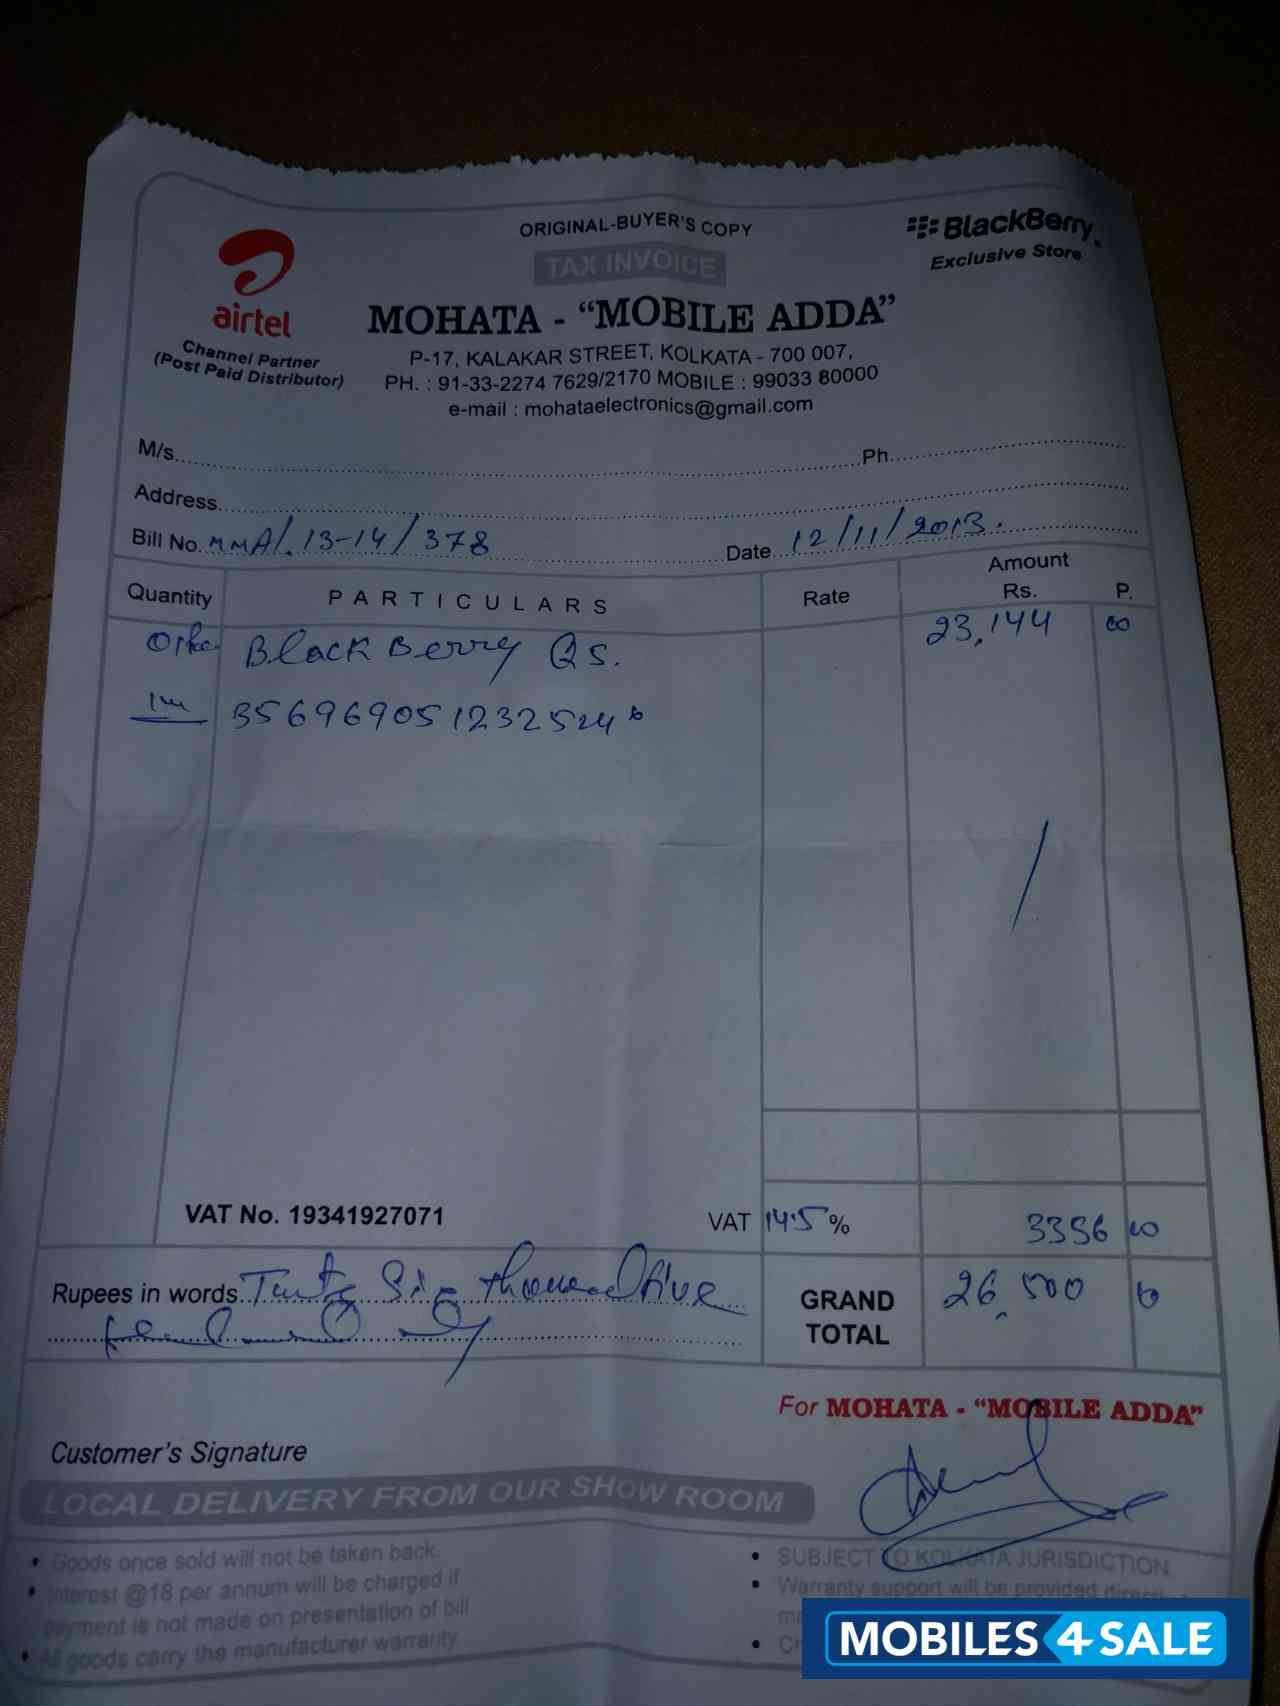 ORIGINAL-BUYER'S COPY
TAX INVOICE
BlackBerry
Exclusive Store
airtel
Channel Partner
(Post Paid Distributor)
MOHATA - "MOBILE ADDA"
P-17, KALAKAR STREET, KOLKATA - 700 007,
PH. : 91-33-2274 7629/2170 MOBILE : 99033 80000
e-mail : mohataelectronics@gmail.com
M/s. Ph.
Address
Bill No. MMA/.13-14/378 Date 12/11/2013.
Quantity PARTICULARS Rate Amount
Rs. P.
BlackBerry Q5. 23,144 00
VAT No. 19341927071 VAT 14.5 % 3356 00
Rupees in words Twenty Six thousand five
GRAND TOTAL 26,500
For MOHATA - "MOBILE ADDA"
Customer's Signature
LOCAL DELIVERY FROM OUR SHOW ROOM
• Goods once sold will not be taken back.
• Interest @18 per annum will be charged if
payment is not made on presentation of bill
• All goods carry the manufacturer warranty.
• SUBJECT TO KOLKATA JURISDICTION
• Warranty support will be provided
MOBILES4SALE